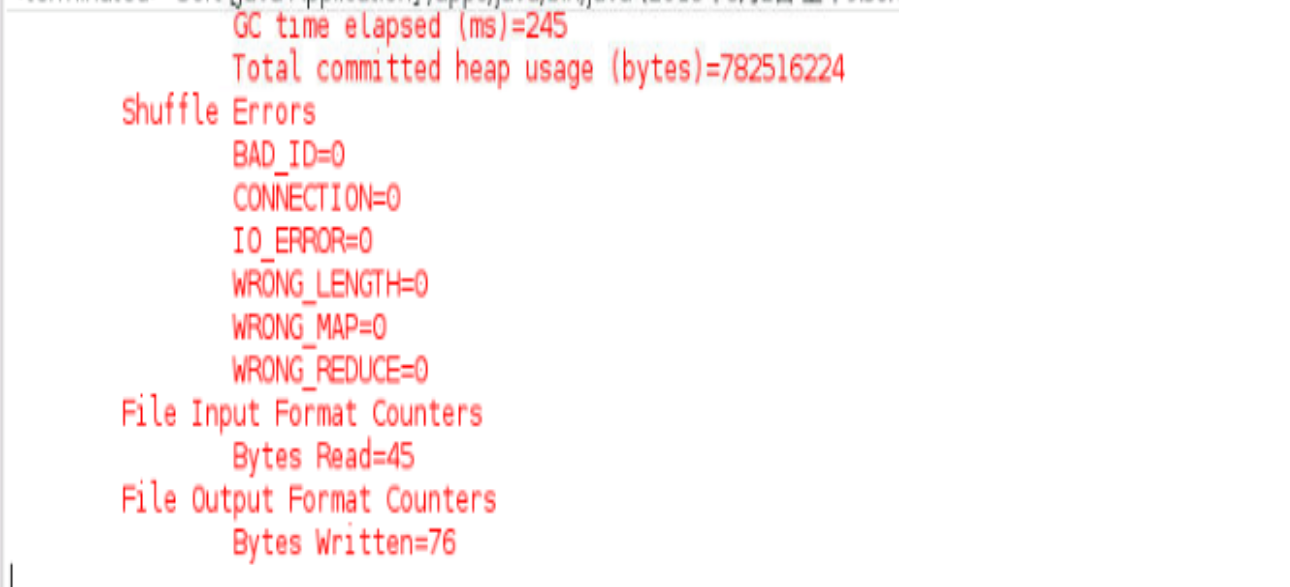 GC time elapsed (ms)=245
Total committed heap usage (bytes)=782516224
Shuffle Errors
BAD_ID=0
CONNECTION=0
IO_ERROR=0
WRONG_LENGTH=0
WRONG_MAP=0
WRONG_REDUCE=0
File Input Format Counters
Bytes Read=45
File Output Format Counters
Bytes Written=76